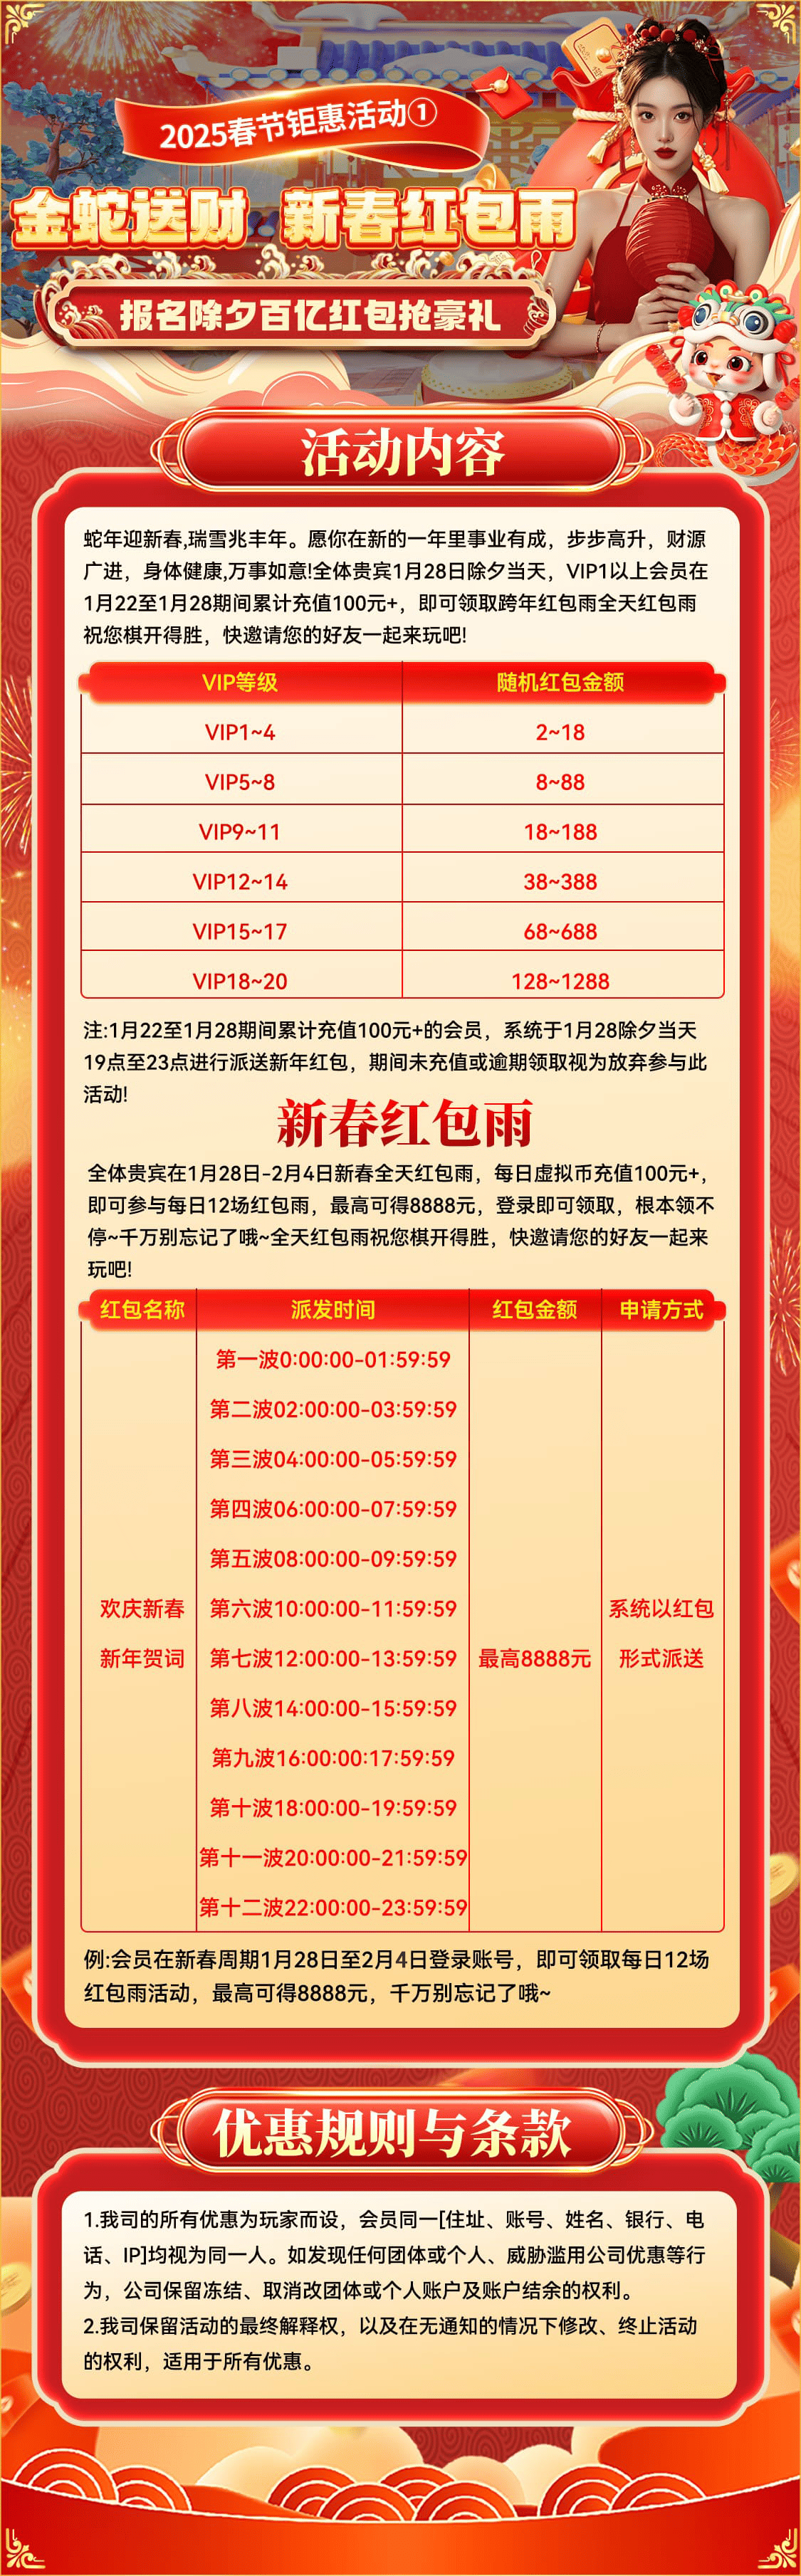 2025春节钜惠活动①
金蛇送财 新春红包雨
报名除夕百亿红包抢豪礼
活动内容
蛇年迎新春,瑞雪兆丰年。愿你在新的一年里事业有成，步步高升，财源
广进，身体健康,万事如意!全体贵宾1月28日除夕当天，VIP1以上会员在
1月22至1月28期间累计充值100元+，即可领取跨年红包雨全天红包雨
祝您棋开得胜，快邀请您的好友一起来玩吧!
VIP等级 随机红包金额
VIP1~4 2~18
VIP5~8 8~88
VIP9~11 18~188
VIP12~14 38~388
VIP15~17 68~688
VIP18~20 128~1288
注:1月22至1月28期间累计充值100元+的会员，系统于1月28除夕当天
19点至23点进行派送新年红包，期间未充值或逾期领取视为放弃参与此
活动!
新春红包雨
全体贵宾在1月28日-2月4日新春全天红包雨，每日虚拟币充值100元+，
即可参与每日12场红包雨，最高可得8888元，登录即可领取，根本领不
停~千万别忘记了哦~全天红包雨祝您棋开得胜，快邀请您的好友一起来
玩吧!
红包名称 派发时间 红包金额 申请方式
第一波0:00:00-01:59:59
第二波02:00:00-03:59:59
第三波04:00:00-05:59:59
第四波06:00:00-07:59:59
第五波08:00:00-09:59:59
欢庆新春 第六波10:00:00-11:59:59 系统以红包
新年贺词 第七波12:00:00-13:59:59 最高8888元 形式派送
第八波14:00:00-15:59:59
第九波16:00:00:17:59:59
第十波18:00:00-19:59:59
第十一波20:00:00-21:59:59
第十二波22:00:00-23:59:59
例:会员在新春周期1月28日至2月4日登录账号，即可领取每日12场
红包雨活动，最高可得8888元，千万别忘记了哦~
优惠规则与条款
1.我司的所有优惠为玩家而设，会员同一[住址、账号、姓名、银行、电
话、IP]均视为同一人。如发现任何团体或个人、威胁滥用公司优惠等行
为，公司保留冻结、取消改团体或个人账户及账户结余的权利。
2.我司保留活动的最终解释权，以及在无通知的情况下修改、终止活动
的权利，适用于所有优惠。